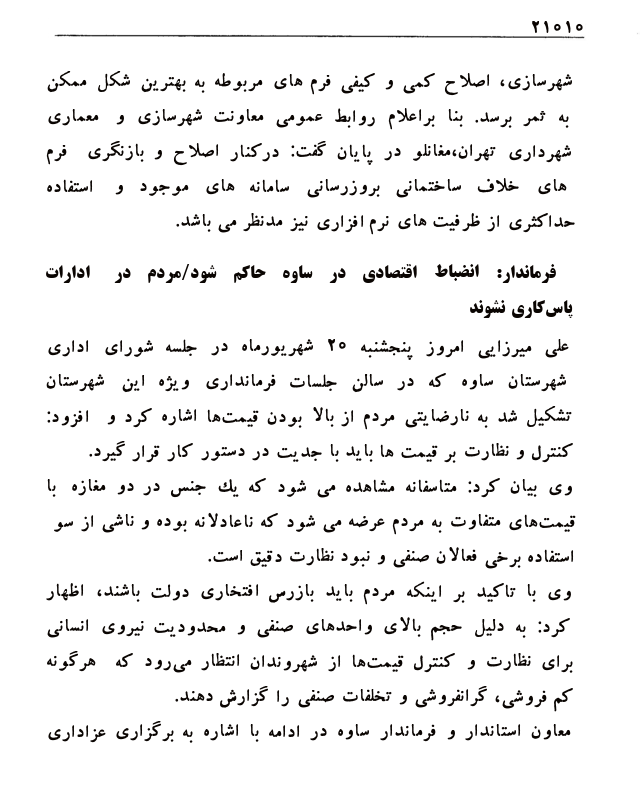 ۲۱۰۱۰
شهرسازی، اصلاح کمی و کیفی فرم های مربوطه به بهترین شکل ممکن
به ثمر برسد. بنا براعلام روابط عمومی معاونت شهرسازی و معماری
شهرداری تهران،مغانلو در پایان گفت: درکنار اصلاح و بازنگری فرم
های خلاف ساختمانی بروزرسانی سامانه های موجود و استفاده
حداکثری از ظرفیت های نرم افزاری نیز مدنظر می باشد.
فرماندار: انضباط اقتصادی در ساوه حاکم شود/مردم در ادارات
پاس‌کاری نشوند
علی میرزایی امروز پنجشنبه ۲۰ شهریورماه در جلسه شورای اداری
شهرستان ساوه که در سالن جلسات فرمانداری ویژه این شهرستان
تشکیل شد به نارضایتی مردم از بالا بودن قیمت‌ها اشاره کرد و افزود:
کنترل و نظارت بر قیمت ها باید با جدیت در دستور کار قرار گیرد.
وی بیان کرد: متاسفانه مشاهده می شود که یك جنس در دو مغازه با
قیمت‌های متفاوت به مردم عرضه می شود که ناعادلانه بوده و ناشی از سو
استفاده برخی فعالان صنفی و نبود نظارت دقیق است.
وی با تاکید بر اینکه مردم باید بازرس افتخاری دولت باشند، اظهار
کرد: به دلیل حجم بالای واحدهای صنفی و محدودیت نیروی انسانی
برای نظارت و کنترل قیمت‌ها از شهروندان انتظار می‌رود که هرگونه
کم فروشی، گرانفروشی و تخلفات صنفی را گزارش دهند.
معاون استاندار و فرماندار ساوه در ادامه با اشاره به برگزاری عزاداری